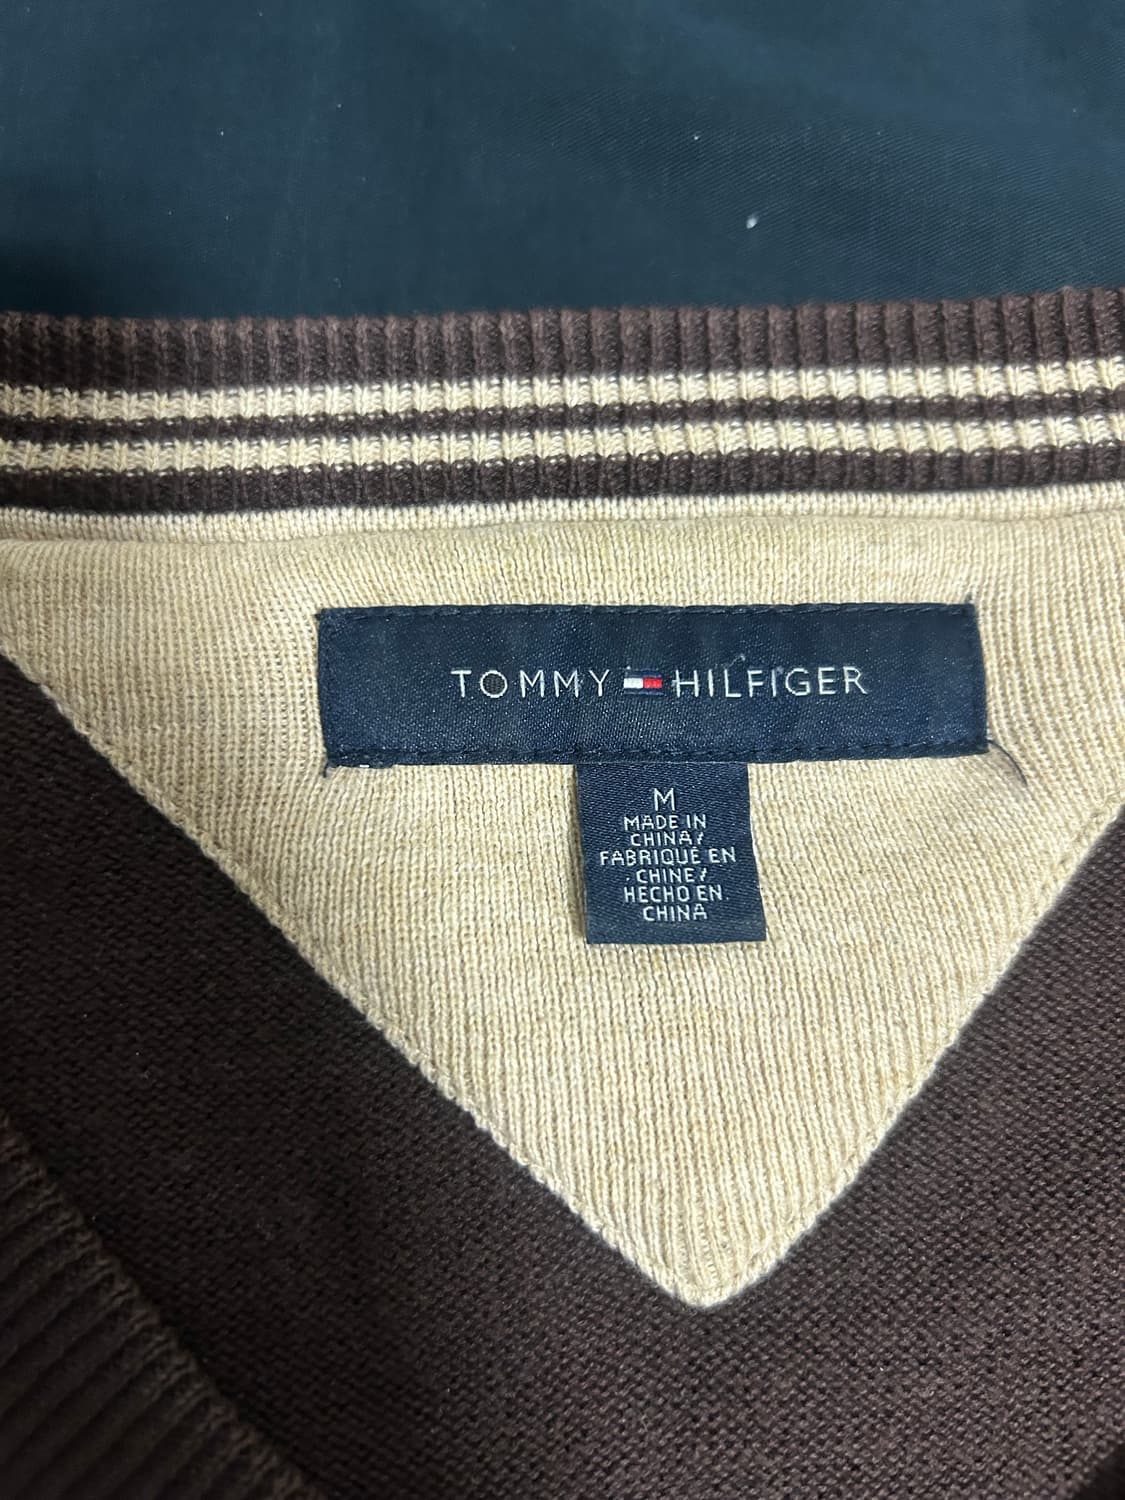 TOMMY HILFIGER
M
MADE IN
CHINA/
FABRIQUÉ EN
CHINE/
HECHO EN
CHINA